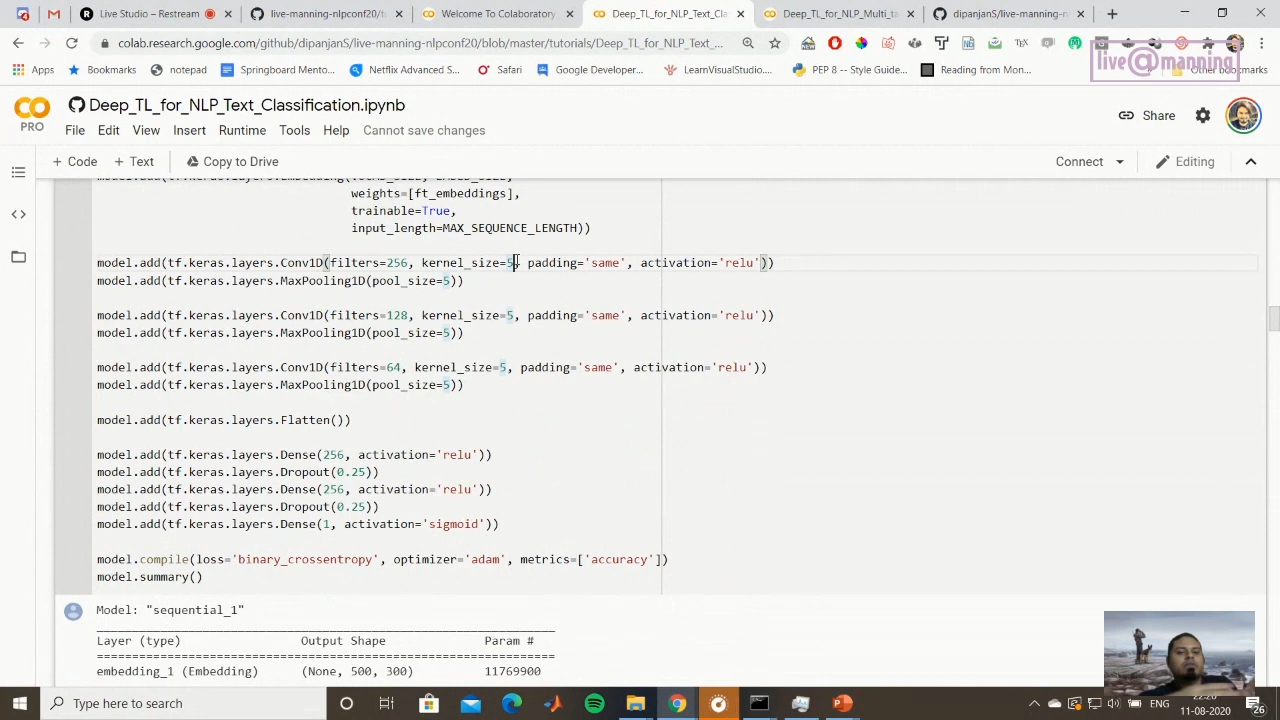 Rive Studio – Restream
live-manning-nlpconf20/t
Welcome to Colaboratory
Deep_TL_for_NLP_Text_Cl
Deep_TL_for_NLP_Multi_ta
dipanjanS/live-manning-n
colab.research.google.com/github/dipanjanS/live-manning-nlpconf20/blob/master/tutorials/Deep_TL_for_NLP_Text_...
Apps
Bookmarks
notepad
Springboard Mento...
Netflix Advanced S...
Safari
Google Developer...
LearnVisualStudio...
PEP 8 -- Style Guide...
Reading from Mon...
Other bookmarks
live@manning
Deep_TL_for_NLP_Text_Classification.ipynb
PRO
File Edit View Insert Runtime Tools Help Cannot save changes
Share
+ Code + Text Copy to Drive
Connect
Editing
weights=[ft_embeddings],
trainable=True,
input_length=MAX_SEQUENCE_LENGTH))
model.add(tf.keras.layers.Conv1D(filters=256, kernel_size=5, padding='same', activation='relu'))
model.add(tf.keras.layers.MaxPooling1D(pool_size=5))
model.add(tf.keras.layers.Conv1D(filters=128, kernel_size=5, padding='same', activation='relu'))
model.add(tf.keras.layers.MaxPooling1D(pool_size=5))
model.add(tf.keras.layers.Conv1D(filters=64, kernel_size=5, padding='same', activation='relu'))
model.add(tf.keras.layers.MaxPooling1D(pool_size=5))
model.add(tf.keras.layers.Flatten())
model.add(tf.keras.layers.Dense(256, activation='relu'))
model.add(tf.keras.layers.Dropout(0.25))
model.add(tf.keras.layers.Dense(256, activation='relu'))
model.add(tf.keras.layers.Dropout(0.25))
model.add(tf.keras.layers.Dense(1, activation='sigmoid'))
model.compile(loss='binary_crossentropy', optimizer='adam', metrics=['accuracy'])
model.summary()
Model: "sequential_1"
Layer (type) Output Shape Param #
embedding_1 (Embedding) (None, 500, 300) 11769900
Type here to search
ENG
22:20
11-08-2020
26